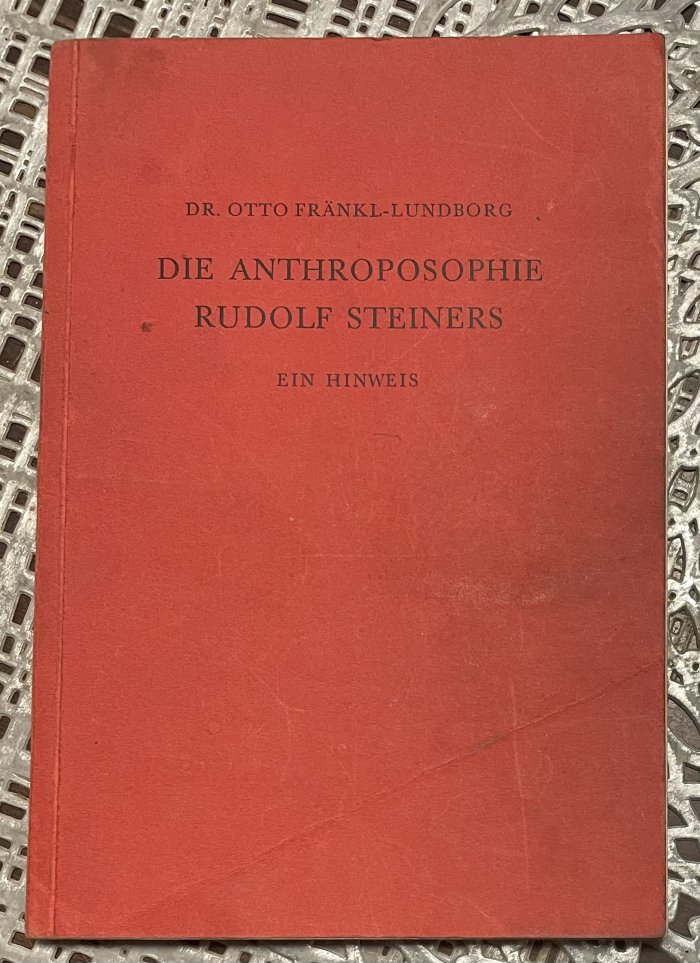 DR. OTTO FRÄNKL-LUNDBORG
DIE ANTHROPOSOPHIE
RUDOLF STEINERS
EIN HINWEIS